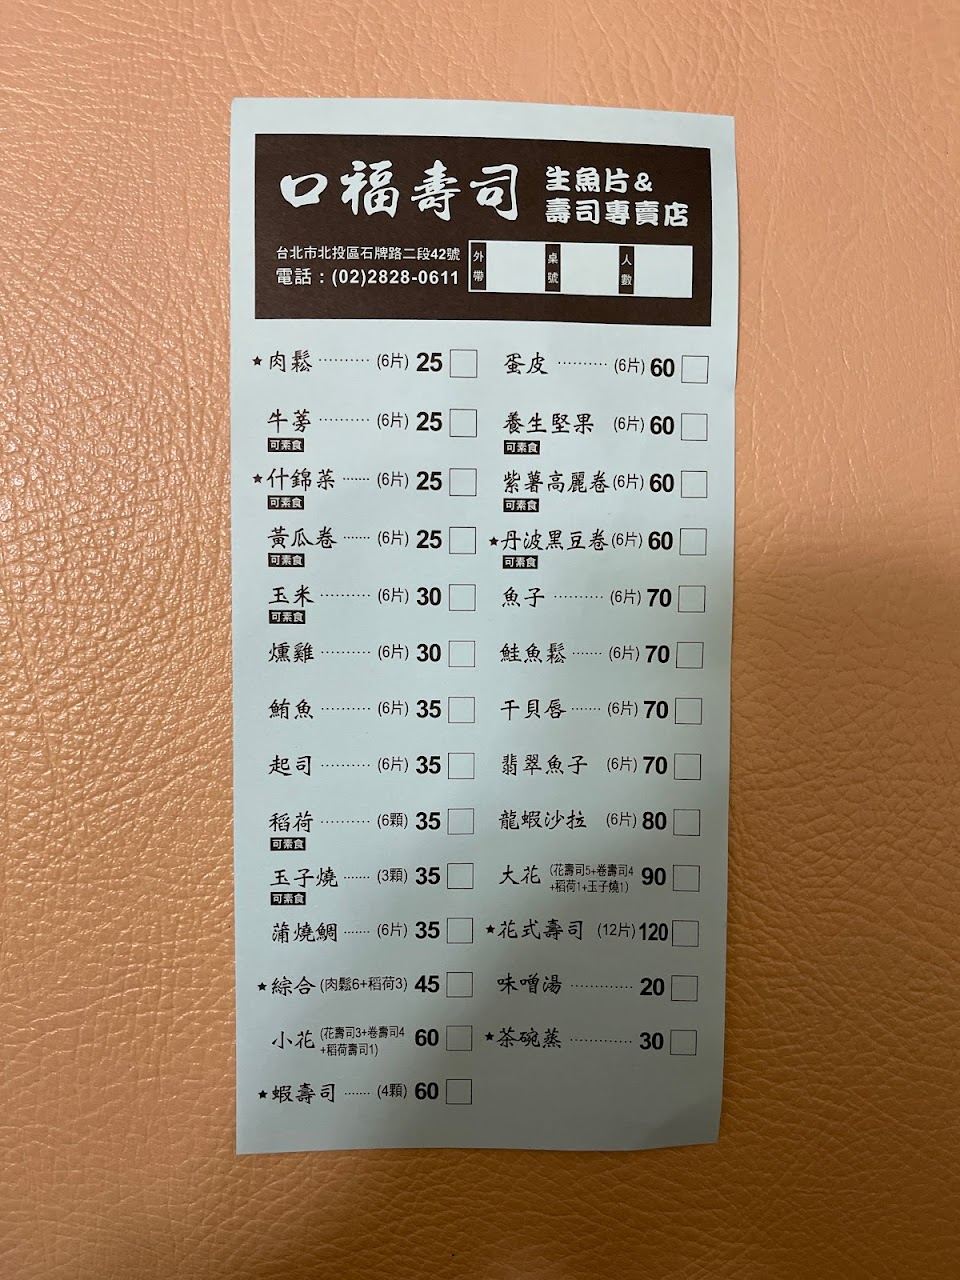 口福壽司
生魚片&
壽司專賣店
台北市北投區石牌路二段42號
電話：(02)2828-0611
外帶
桌號
人數
★肉鬆 ·········· (6片) 25
牛蒡 ·········· (6片) 25
可素食
★什錦菜 ······· (6片) 25
可素食
黃瓜卷 ······· (6片) 25
可素食
玉米 ·········· (6片) 30
可素食
燻雞 ·········· (6片) 30
鮪魚 ·········· (6片) 35
起司 ·········· (6片) 35
稻荷 ·········· (6顆) 35
可素食
玉子燒 ······· (3顆) 35
可素食
蒲燒鯛 ······· (6片) 35
★綜合 (肉鬆6+稻荷3) 45
小花 (花壽司3+卷壽司4
+稻荷壽司1) 60
★蝦壽司 ······· (4顆) 60
蛋皮 ·········· (6片) 60
養生堅果 (6片) 60
可素食
紫薯高麗卷(6片) 60
可素食
★丹波黑豆卷(6片) 60
可素食
魚子 ·········· (6片) 70
鮭魚鬆 ······· (6片) 70
干貝唇 ······· (6片) 70
翡翠魚子 (6片) 70
龍蝦沙拉 (6片) 80
大花 (花壽司5+卷壽司4
+稻荷1+玉子燒1) 90
★花式壽司 (12片) 120
味噌湯 ············· 20
★茶碗蒸 ············· 30